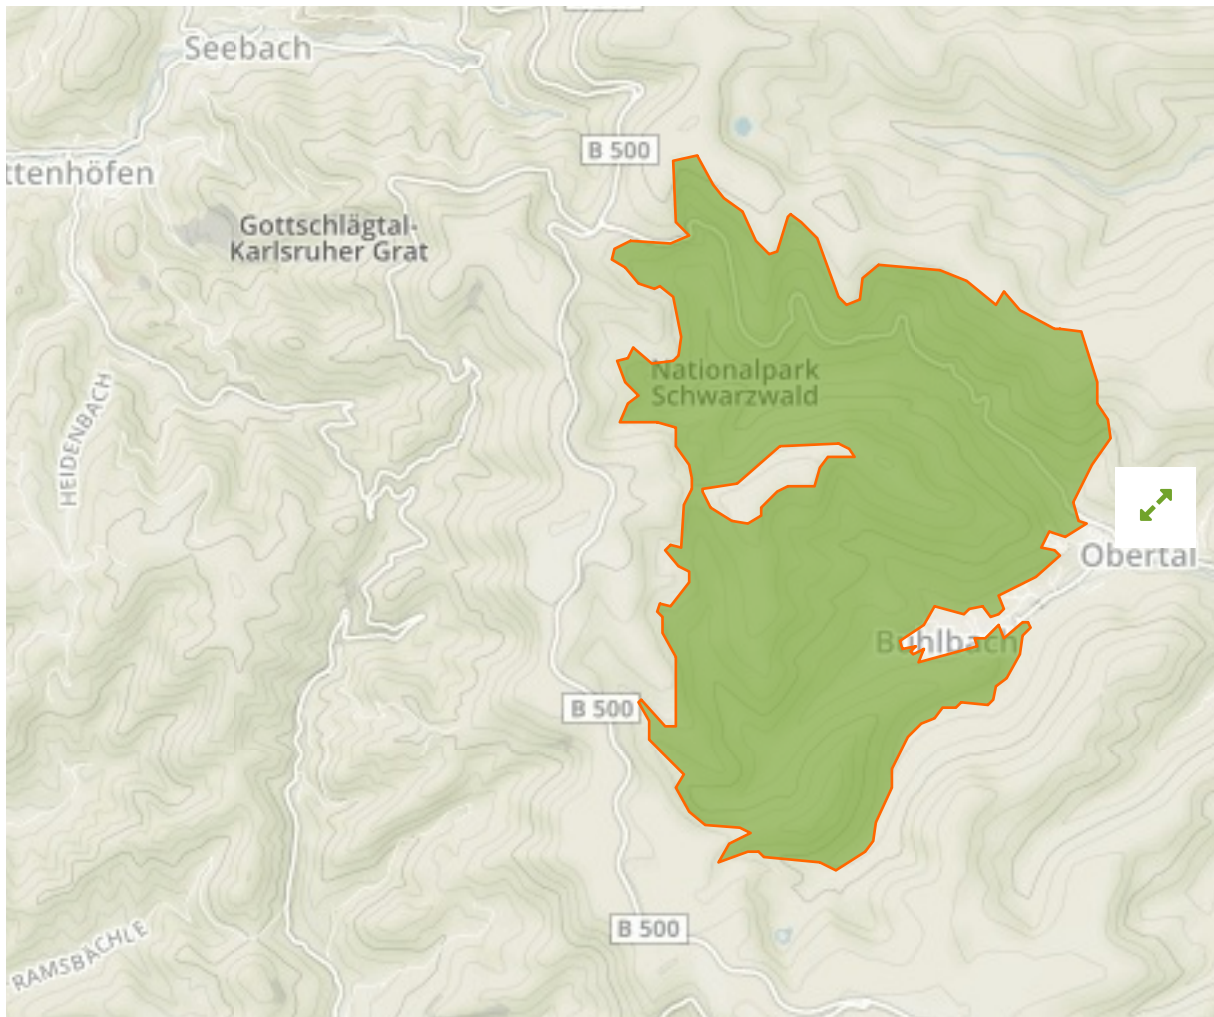 Seebach
B 500
ttenhöfen
Gottschlägtal-
Karlsruher Grat
Nationalpark
Schwarzwald
HEIDENBACH
Obertal
Buhlbach
B 500
B 500
RAMSBÄCHLE